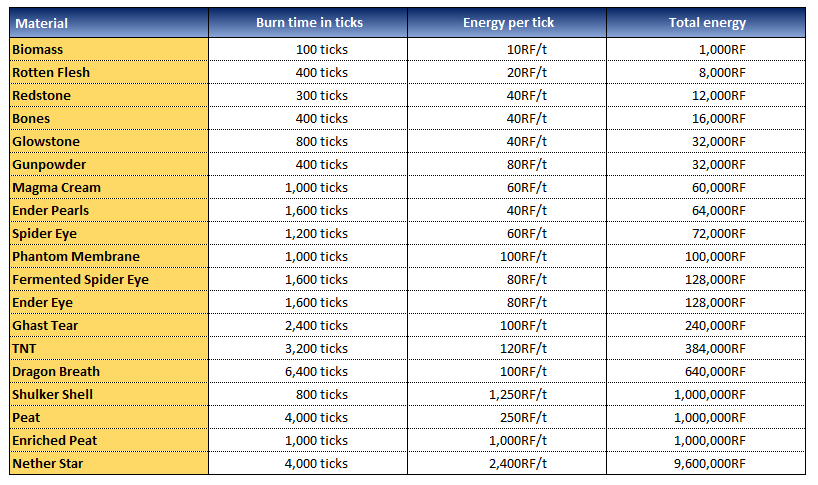 Material Burn time in ticks Energy per tick Total energy
Biomass 100 ticks 10RF/t 1,000RF
Rotten Flesh 400 ticks 20RF/t 8,000RF
Redstone 300 ticks 40RF/t 12,000RF
Bones 400 ticks 40RF/t 16,000RF
Glowstone 800 ticks 40RF/t 32,000RF
Gunpowder 400 ticks 80RF/t 32,000RF
Magma Cream 1,000 ticks 60RF/t 60,000RF
Ender Pearls 1,600 ticks 40RF/t 64,000RF
Spider Eye 1,200 ticks 60RF/t 72,000RF
Phantom Membrane 1,000 ticks 100RF/t 100,000RF
Fermented Spider Eye 1,600 ticks 80RF/t 128,000RF
Ender Eye 1,600 ticks 80RF/t 128,000RF
Ghast Tear 2,400 ticks 100RF/t 240,000RF
TNT 3,200 ticks 120RF/t 384,000RF
Dragon Breath 6,400 ticks 100RF/t 640,000RF
Shulker Shell 800 ticks 1,250RF/t 1,000,000RF
Peat 4,000 ticks 250RF/t 1,000,000RF
Enriched Peat 1,000 ticks 1,000RF/t 1,000,000RF
Nether Star 4,000 ticks 2,400RF/t 9,600,000RF